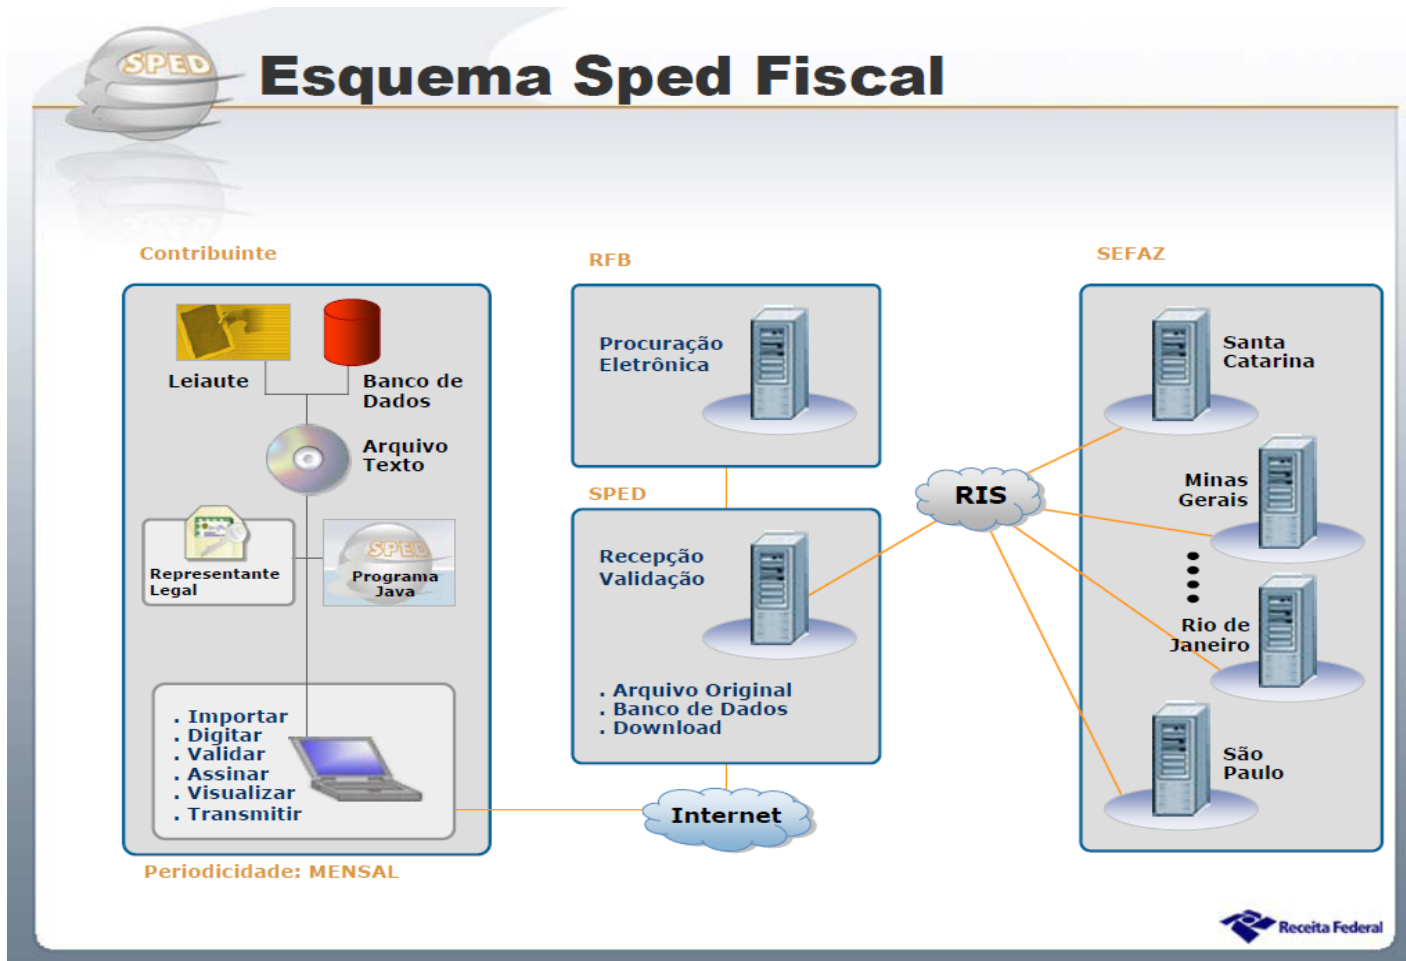 SPED
Esquema Sped Fiscal
Contribuinte
Leiaute
Banco de
Dados
Arquivo
Texto
Representante
Legal
SPED
Programa
Java
. Importar
. Digitar
. Validar
. Assinar
. Visualizar
. Transmitir
Periodicidade: MENSAL
RFB
Procuração
Eletrônica
SPED
Recepção
Validação
. Arquivo Original
. Banco de Dados
. Download
Internet
RIS
SEFAZ
Santa
Catarina
Minas
Gerais
Rio de
Janeiro
São
Paulo
Receita Federal